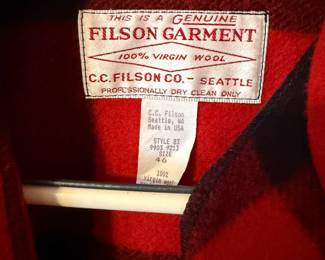 THIS IS A GENUINE
FILSON GARMENT
100% VIRGIN WOOL
C.C. FILSON CO. - SEATTLE
PROFESSIONALLY DRY CLEAN ONLY
C.C. Filson
Seattle, WA
Made in USA
STYLE 83
SIZE
46
100%
Virgin Wool